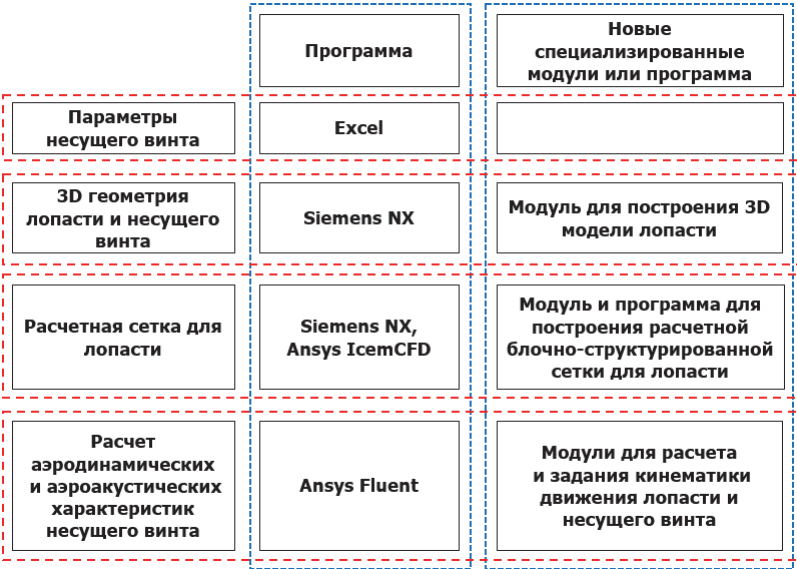 Программа
Новые
специализированные
модули или программа
Параметры
несущего винта
Excel
3D геометрия
лопасти и несущего
винта
Siemens NX
Модуль для построения 3D
модели лопасти
Расчетная сетка для
лопасти
Siemens NX,
Ansys IcemCFD
Модуль и программа для
построения расчетной
блочно-структурированной
сетки для лопасти
Расчет
аэродинамических
и аэроакустических
характеристик
несущего винта
Ansys Fluent
Модули для расчета
и задания кинематики
движения лопасти и
несущего винта